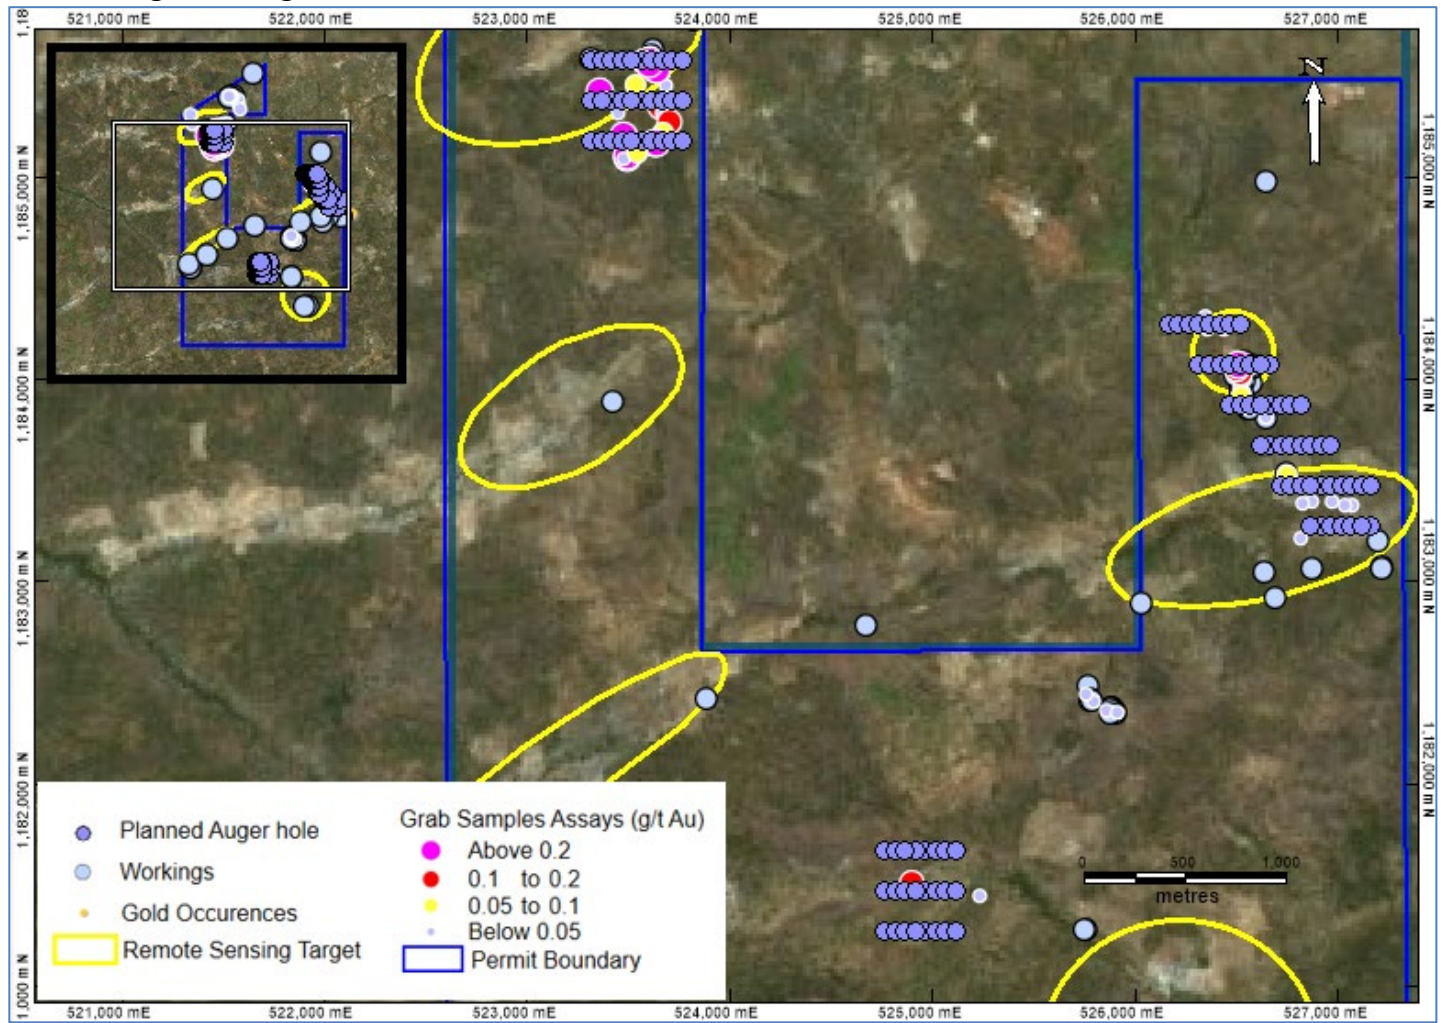 521,000 mE 522,000 mE 523,000 mE 524,000 mE 525,000 mE 526,000 mE 527,000 mE
1,18
N
1,185,000 m N
1,185,000 m N
1,184,000 m N
1,184,000 m N
1,183,000 m N
1,183,000 m N
1,182,000 m N
1,182,000 m N
1,000 m N
Planned Auger hole
Workings
Gold Occurences
Remote Sensing Target
Grab Samples Assays (g/t Au)
Above 0.2
0.1 to 0.2
0.05 to 0.1
Below 0.05
Permit Boundary
0 500 1,000
metres
521,000 mE 522,000 mE 523,000 mE 524,000 mE 525,000 mE 526,000 mE 527,000 mE